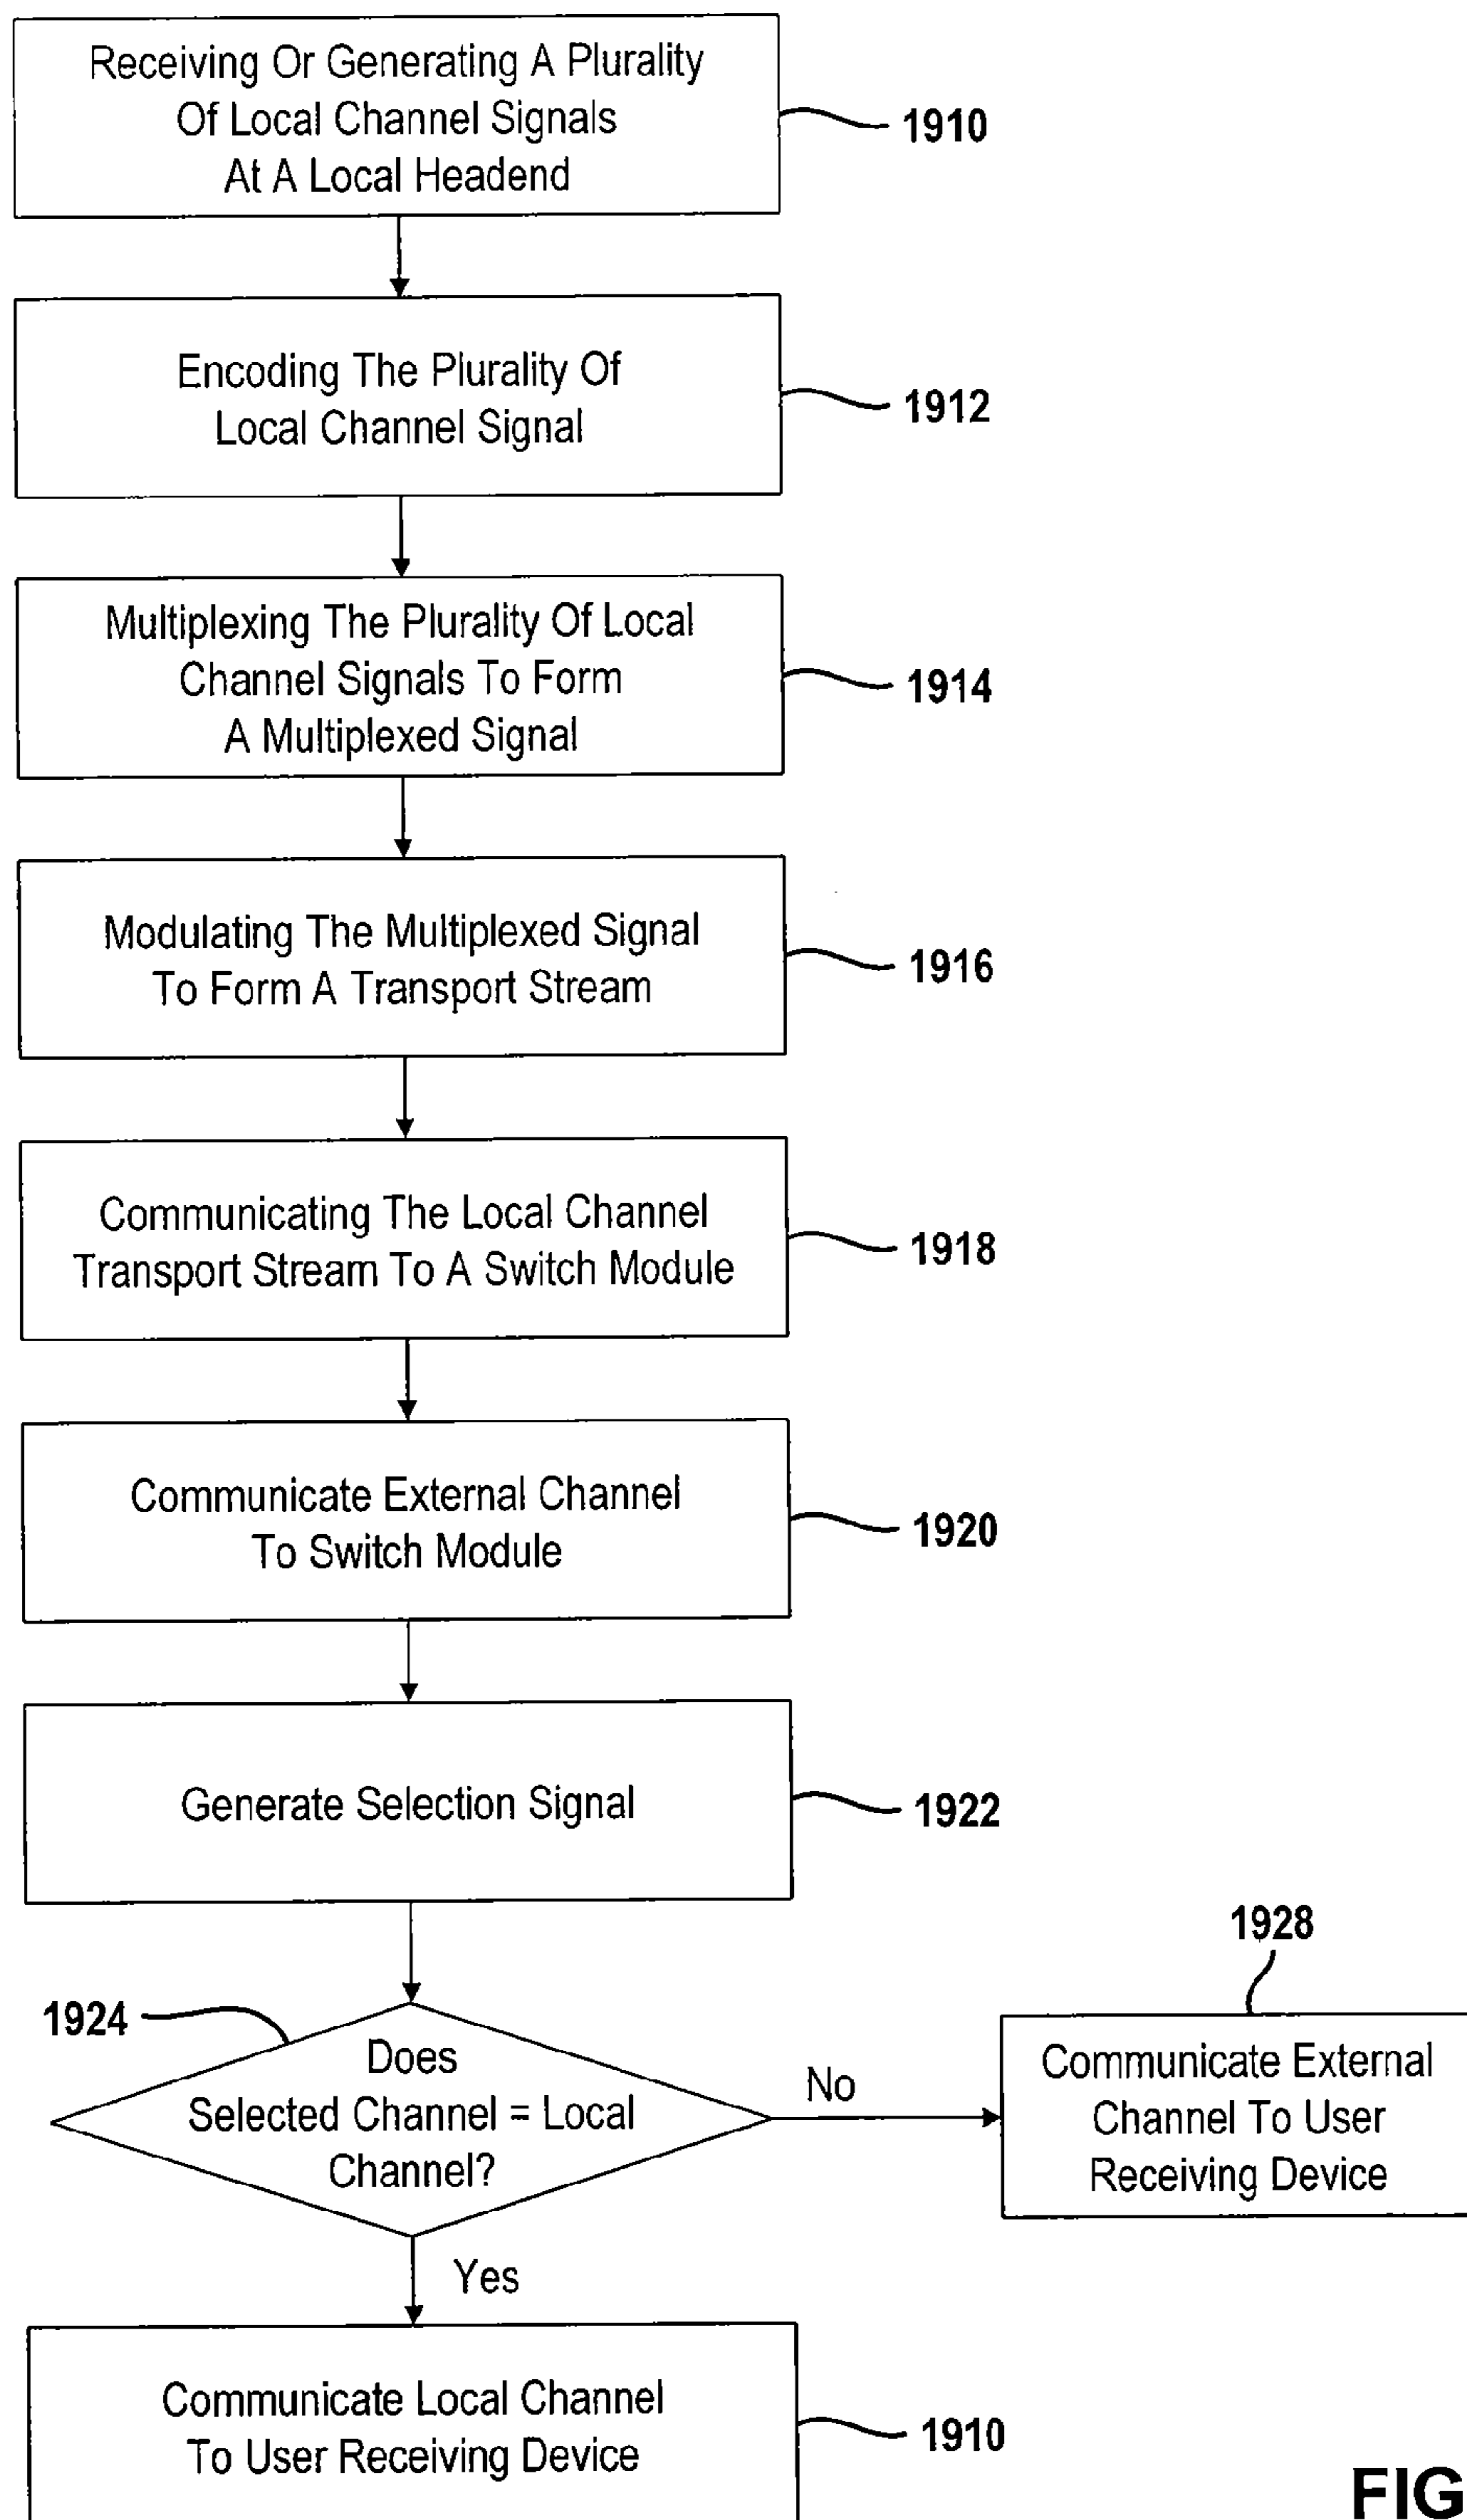 Receiving Or Generating A Plurality
Of Local Channel Signals
At A Local Headend
1910
Encoding The Plurality Of
Local Channel Signal
1912
Multiplexing The Plurality Of Local
Channel Signals To Form
A Multiplexed Signal
1914
Modulating The Multiplexed Signal
To Form A Transport Stream
1916
Communicating The Local Channel
Transport Stream To A Switch Module
1918
Communicate External Channel
To Switch Module
1920
Generate Selection Signal
1922
1924
Does
Selected Channel = Local
Channel?
No
1928
Communicate External
Channel To User
Receiving Device
Yes
Communicate Local Channel
To User Receiving Device
1910
FIG